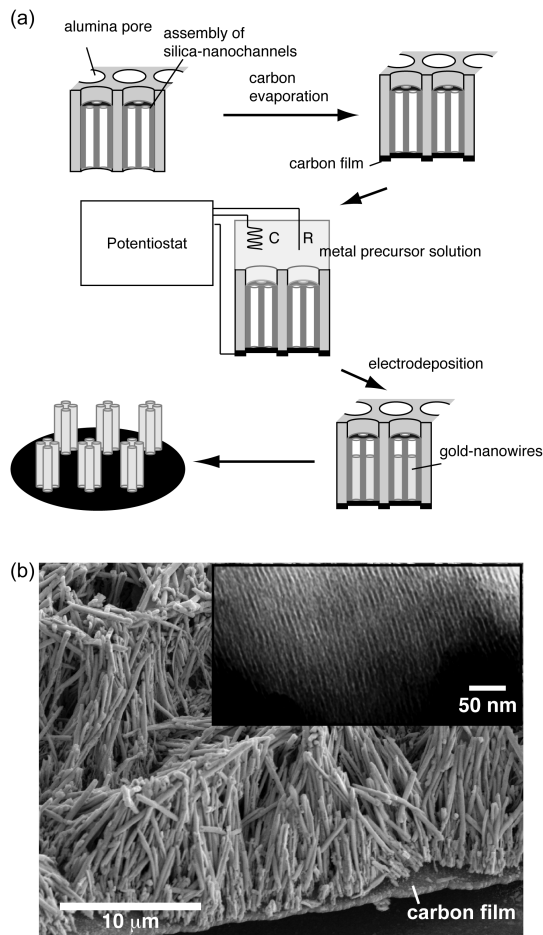 (a)
alumina pore
assembly of
silica-nanochannels
carbon
evaporation
carbon film
Potentiostat
C
R
metal precursor solution
electrodeposition
gold-nanowires
(b)
50 nm
10 μm
carbon film